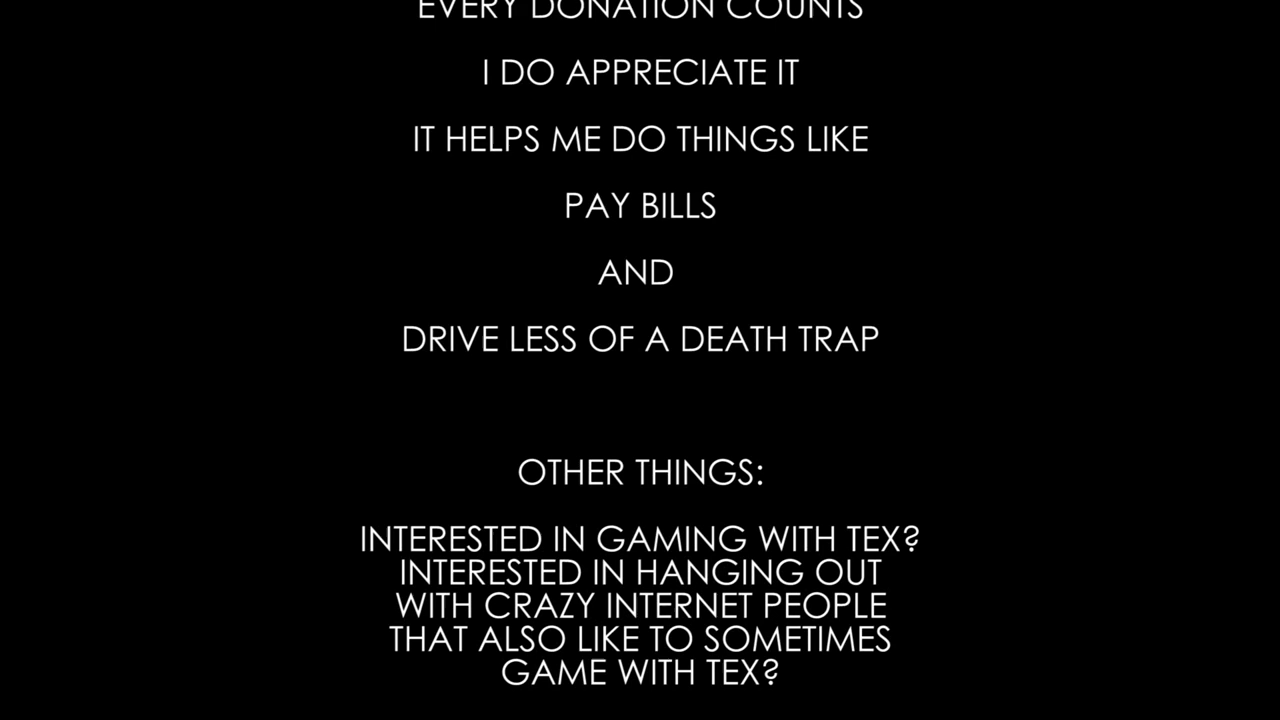 EVERY DONATION COUNTS
I DO APPRECIATE IT
IT HELPS ME DO THINGS LIKE
PAY BILLS
AND
DRIVE LESS OF A DEATH TRAP
OTHER THINGS:
INTERESTED IN GAMING WITH TEX?
INTERESTED IN HANGING OUT
WITH CRAZY INTERNET PEOPLE
THAT ALSO LIKE TO SOMETIMES
GAME WITH TEX?